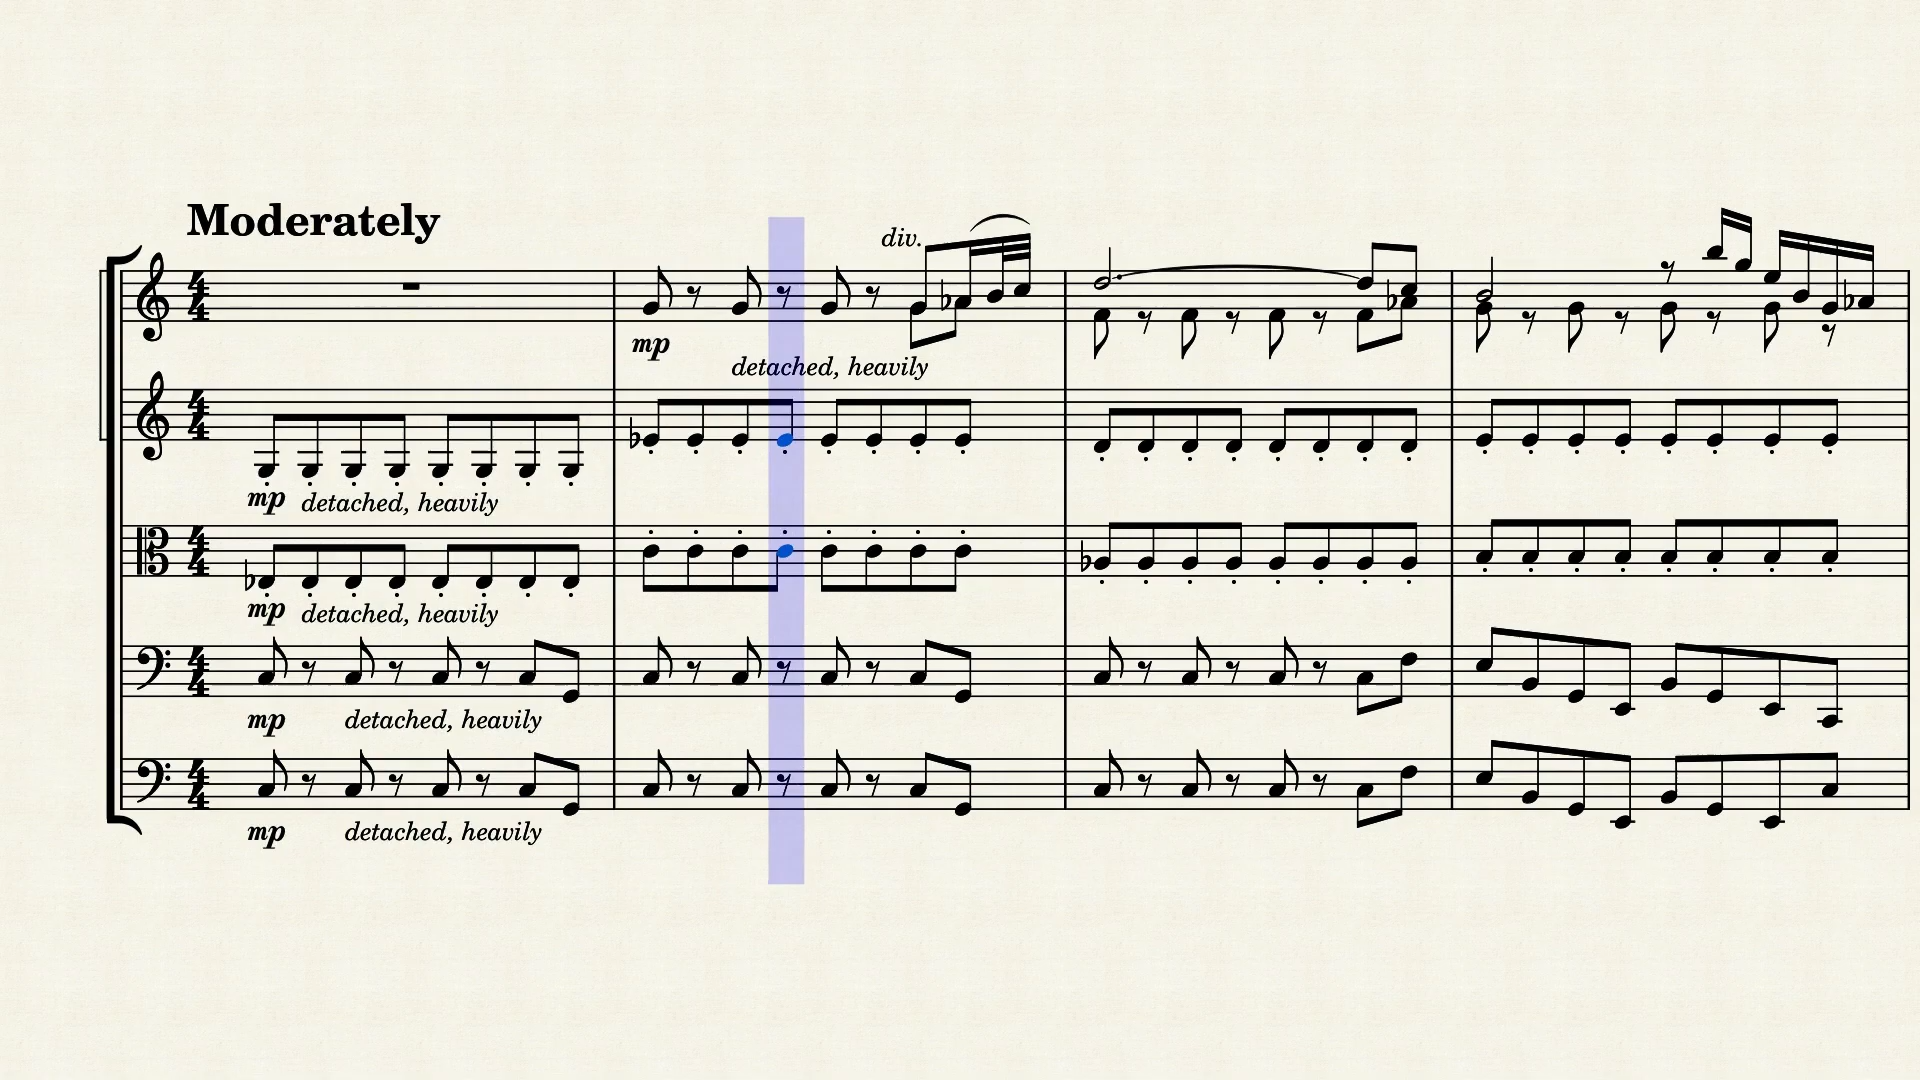 Moderately
div.
mp
detached, heavily
mp detached, heavily
mp detached, heavily
mp detached, heavily
mp detached, heavily